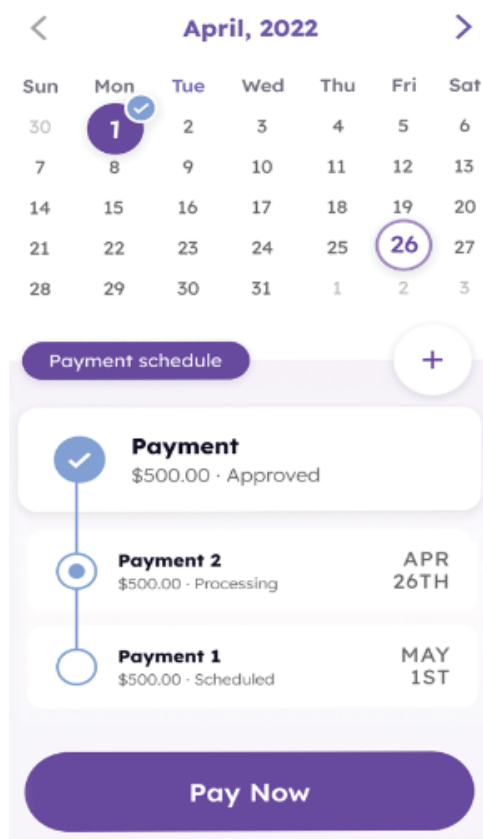 April, 2022
Sun Mon Tue Wed Thu Fri Sat
30 1 2 3 4 5 6
7 8 9 10 11 12 13
14 15 16 17 18 19 20
21 22 23 24 25 26 27
28 29 30 31 1 2 3
Payment schedule
+
Payment
$500.00 · Approved
Payment 2
$500.00 · Processing
APR
26TH
Payment 1
$500.00 · Scheduled
MAY
1ST
Pay Now